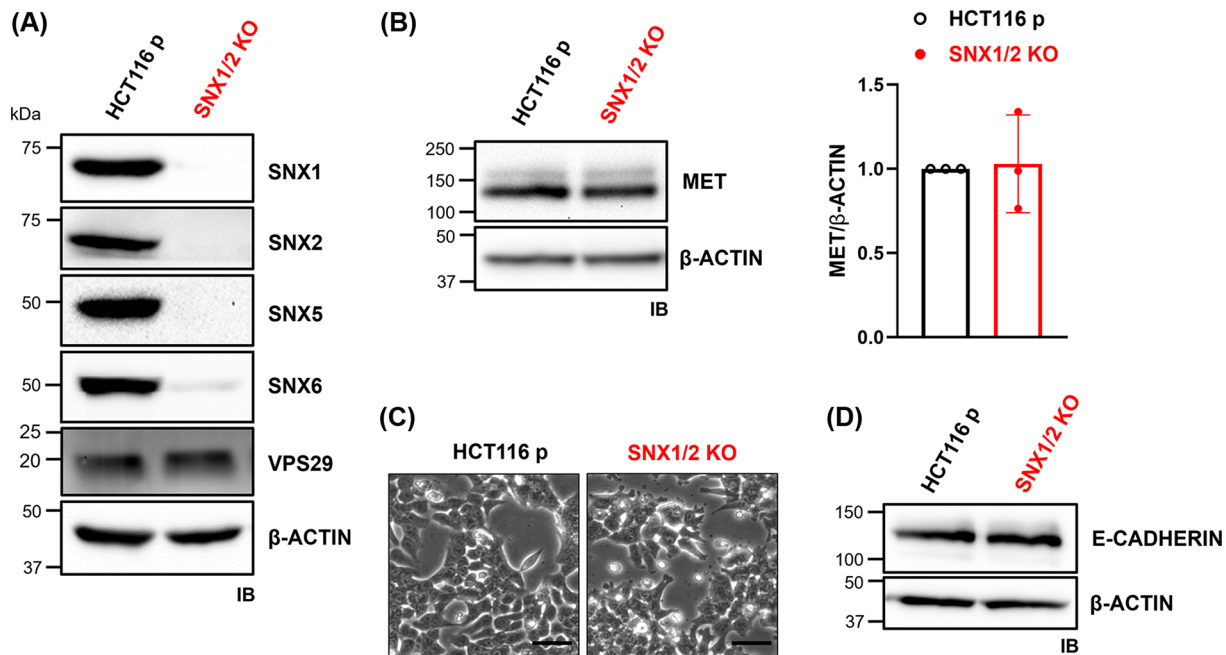 (A)
HCT116 p
SNX1/2 KO
kDa
75
SNX1
75
SNX2
50
SNX5
50
SNX6
25
20
VPS29
50
β-ACTIN
37
IB
(B)
HCT116 p
SNX1/2 KO
250
150
MET
100
50
β-ACTIN
37
IB
HCT116 p
SNX1/2 KO
MET/β-ACTIN
1.5
1.0
0.5
0.0
(C)
HCT116 p
SNX1/2 KO
(D)
HCT116 p
SNX1/2 KO
150
E-CADHERIN
100
50
β-ACTIN
37
IB